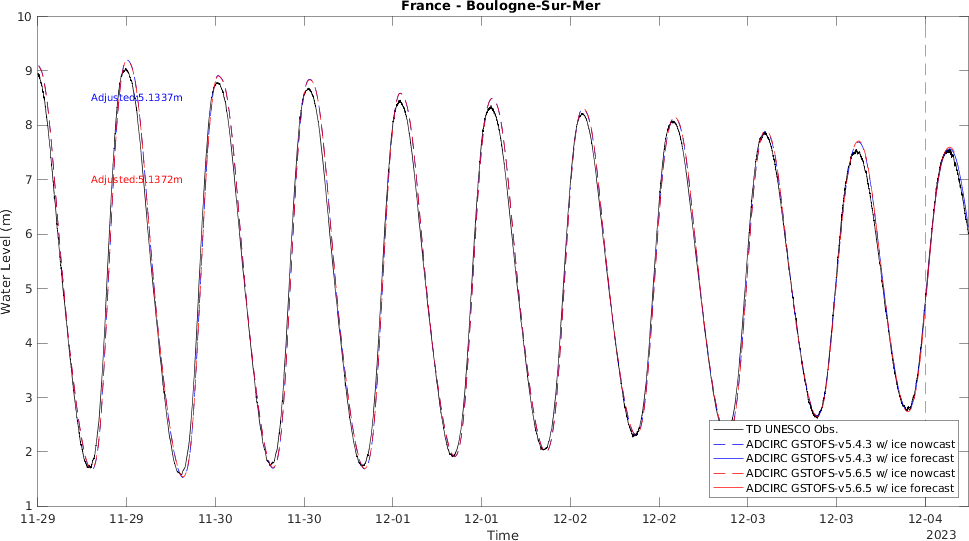 France - Boulogne-Sur-Mer
10
9
8
7
6
5
4
3
2
1
Water Level (m)
Adjusted:5.1337m
Adjusted:5.1372m
TD UNESCO Obs.
ADCIRC GSTOFS-v5.4.3 w/ ice nowcast
ADCIRC GSTOFS-v5.4.3 w/ ice forecast
ADCIRC GSTOFS-v5.6.5 w/ ice nowcast
ADCIRC GSTOFS-v5.6.5 w/ ice forecast
11-29 11-29 11-30 11-30 12-01 12-01 12-02 12-02 12-03 12-03 12-04
Time
2023